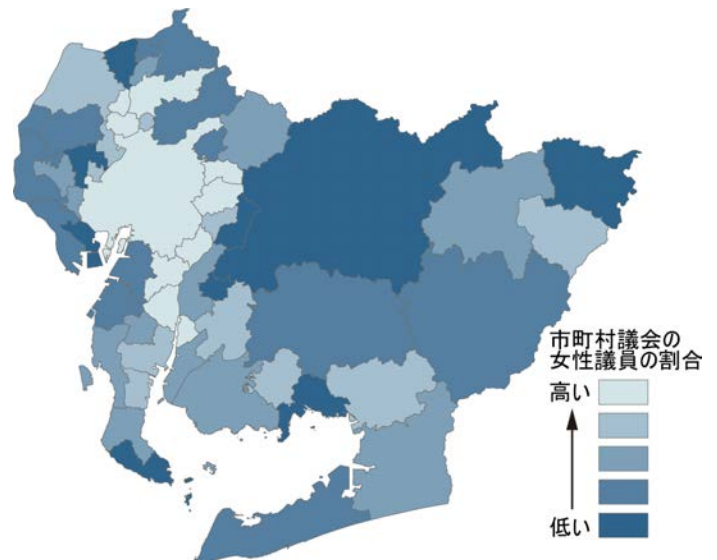 市町村議会の
女性議員の割合
高い
低い